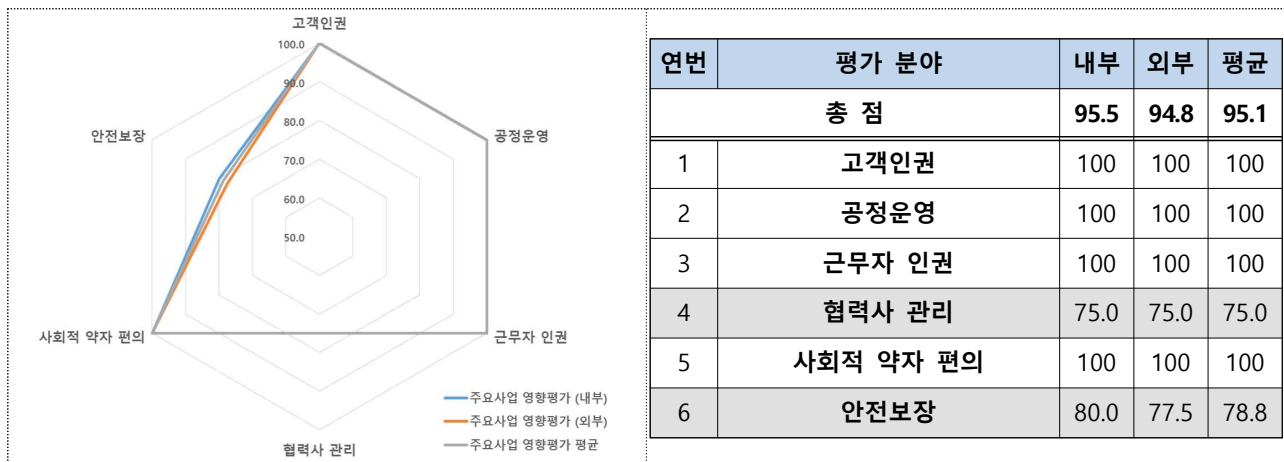 고객인권
100.0
90.0
80.0
70.0
60.0
50.0
안전보장
공정운영
사회적 약자 편의
근무자 인권
협력사 관리
주요사업 영향평가 (내부)
주요사업 영향평가 (외부)
주요사업 영향평가 평균
연번 평가 분야 내부 외부 평균
총 점 95.5 94.8 95.1
1 고객인권 100 100 100
2 공정운영 100 100 100
3 근무자 인권 100 100 100
4 협력사 관리 75.0 75.0 75.0
5 사회적 약자 편의 100 100 100
6 안전보장 80.0 77.5 78.8